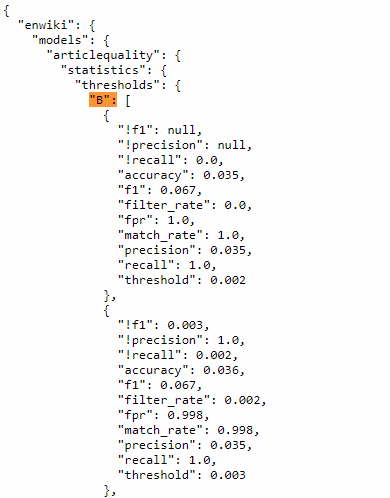 {
  "enwiki": {
    "models": {
      "articlequality": {
        "statistics": {
          "thresholds": {
            "B": [
              {
                "!f1": null,
                "!precision": null,
                "!recall": 0.0,
                "accuracy": 0.035,
                "f1": 0.067,
                "filter_rate": 0.0,
                "fpr": 1.0,
                "match_rate": 1.0,
                "precision": 0.035,
                "recall": 1.0,
                "threshold": 0.002
              },
              {
                "!f1": 0.003,
                "!precision": 1.0,
                "!recall": 0.002,
                "accuracy": 0.036,
                "f1": 0.067,
                "filter_rate": 0.002,
                "fpr": 0.998,
                "match_rate": 0.998,
                "precision": 0.035,
                "recall": 1.0,
                "threshold": 0.003
              },